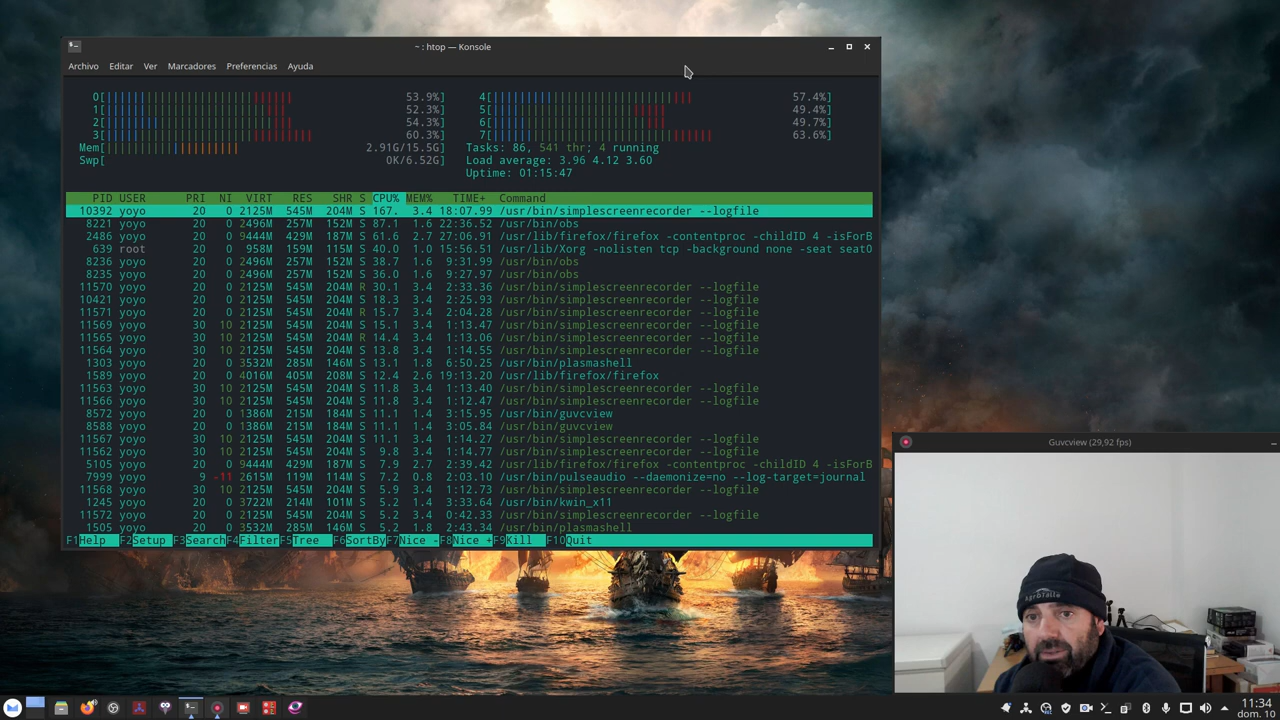 ~ : htop — Konsole
Archivo Editar Ver Marcadores Preferencias Ayuda
0[ 53.9%] 4[ 57.4%]
1[ 52.3%] 5[ 49.4%]
2[ 54.3%] 6[ 49.7%]
3[ 60.3%] 7[ 63.6%]
Mem[ 2.91G/15.5G] Tasks: 86, 541 thr; 4 running
Swp[ 0K/6.52G] Load average: 3.96 4.12 3.60
Uptime: 01:15:47
PID USER PRI NI VIRT RES SHR S CPU% MEM% TIME+ Command
10392 yoyo 20 0 2125M 545M 204M S 167. 3.4 18:07.99 /usr/bin/simplescreenrecorder --logfile
8221 yoyo 20 0 2496M 257M 152M S 87.1 1.6 22:36.52 /usr/bin/obs
2486 yoyo 20 0 9444M 429M 187M S 61.6 2.7 27:06.91 /usr/lib/firefox/firefox -contentproc -childID 4 -isForB
639 root 20 0 958M 159M 115M S 40.0 1.0 15:56.51 /usr/lib/Xorg -nolisten tcp -background none -seat seat0
8236 yoyo 20 0 2496M 257M 152M S 38.7 1.6 9:31.99 /usr/bin/obs
8235 yoyo 20 0 2496M 257M 152M S 36.0 1.6 9:27.97 /usr/bin/obs
11570 yoyo 20 0 2125M 545M 204M R 30.1 3.4 2:33.36 /usr/bin/simplescreenrecorder --logfile
10421 yoyo 20 0 2125M 545M 204M S 18.3 3.4 2:25.93 /usr/bin/simplescreenrecorder --logfile
11571 yoyo 20 0 2125M 545M 204M R 15.7 3.4 2:04.28 /usr/bin/simplescreenrecorder --logfile
11569 yoyo 30 10 2125M 545M 204M S 15.1 3.4 1:13.47 /usr/bin/simplescreenrecorder --logfile
11565 yoyo 30 10 2125M 545M 204M R 14.4 3.4 1:13.06 /usr/bin/simplescreenrecorder --logfile
11564 yoyo 30 10 2125M 545M 204M S 13.8 3.4 1:14.55 /usr/bin/simplescreenrecorder --logfile
1303 yoyo 20 0 3532M 285M 146M S 13.1 1.8 6:50.25 /usr/bin/plasmashell
1589 yoyo 20 0 4016M 405M 208M S 12.4 2.6 19:13.20 /usr/lib/firefox/firefox
11563 yoyo 30 10 2125M 545M 204M S 11.8 3.4 1:13.40 /usr/bin/simplescreenrecorder --logfile
11566 yoyo 30 10 2125M 545M 204M S 11.8 3.4 1:12.47 /usr/bin/simplescreenrecorder --logfile
8572 yoyo 20 0 1386M 215M 184M S 11.1 1.4 3:15.95 /usr/bin/guvcview
8588 yoyo 20 0 1386M 215M 184M S 11.1 1.4 3:05.84 /usr/bin/guvcview
11567 yoyo 30 10 2125M 545M 204M S 11.1 3.4 1:14.27 /usr/bin/simplescreenrecorder --logfile
11562 yoyo 30 10 2125M 545M 204M S 9.8 3.4 1:14.77 /usr/bin/simplescreenrecorder --logfile
5105 yoyo 20 0 9444M 429M 187M S 7.9 2.7 2:39.42 /usr/lib/firefox/firefox -contentproc -childID 4 -isForB
7999 yoyo 9 -11 2615M 119M 114M S 7.2 0.8 2:03.10 /usr/bin/pulseaudio --daemonize=no --log-target=journal
11568 yoyo 30 10 2125M 545M 204M S 5.9 3.4 1:12.73 /usr/bin/simplescreenrecorder --logfile
1245 yoyo 20 0 3722M 214M 101M S 5.2 1.4 3:33.64 /usr/bin/kwin_x11
11572 yoyo 20 0 2125M 545M 204M S 5.2 3.4 0:42.33 /usr/bin/simplescreenrecorder --logfile
1505 yoyo 20 0 3532M 285M 146M S 5.2 1.8 2:43.34 /usr/bin/plasmashell
F1Help F2Setup F3SearchF4FilterF5Tree F6SortByF7Nice -F8Nice +F9Kill F10Quit
Guvcview (29,92 fps)
11:34
dom. 10